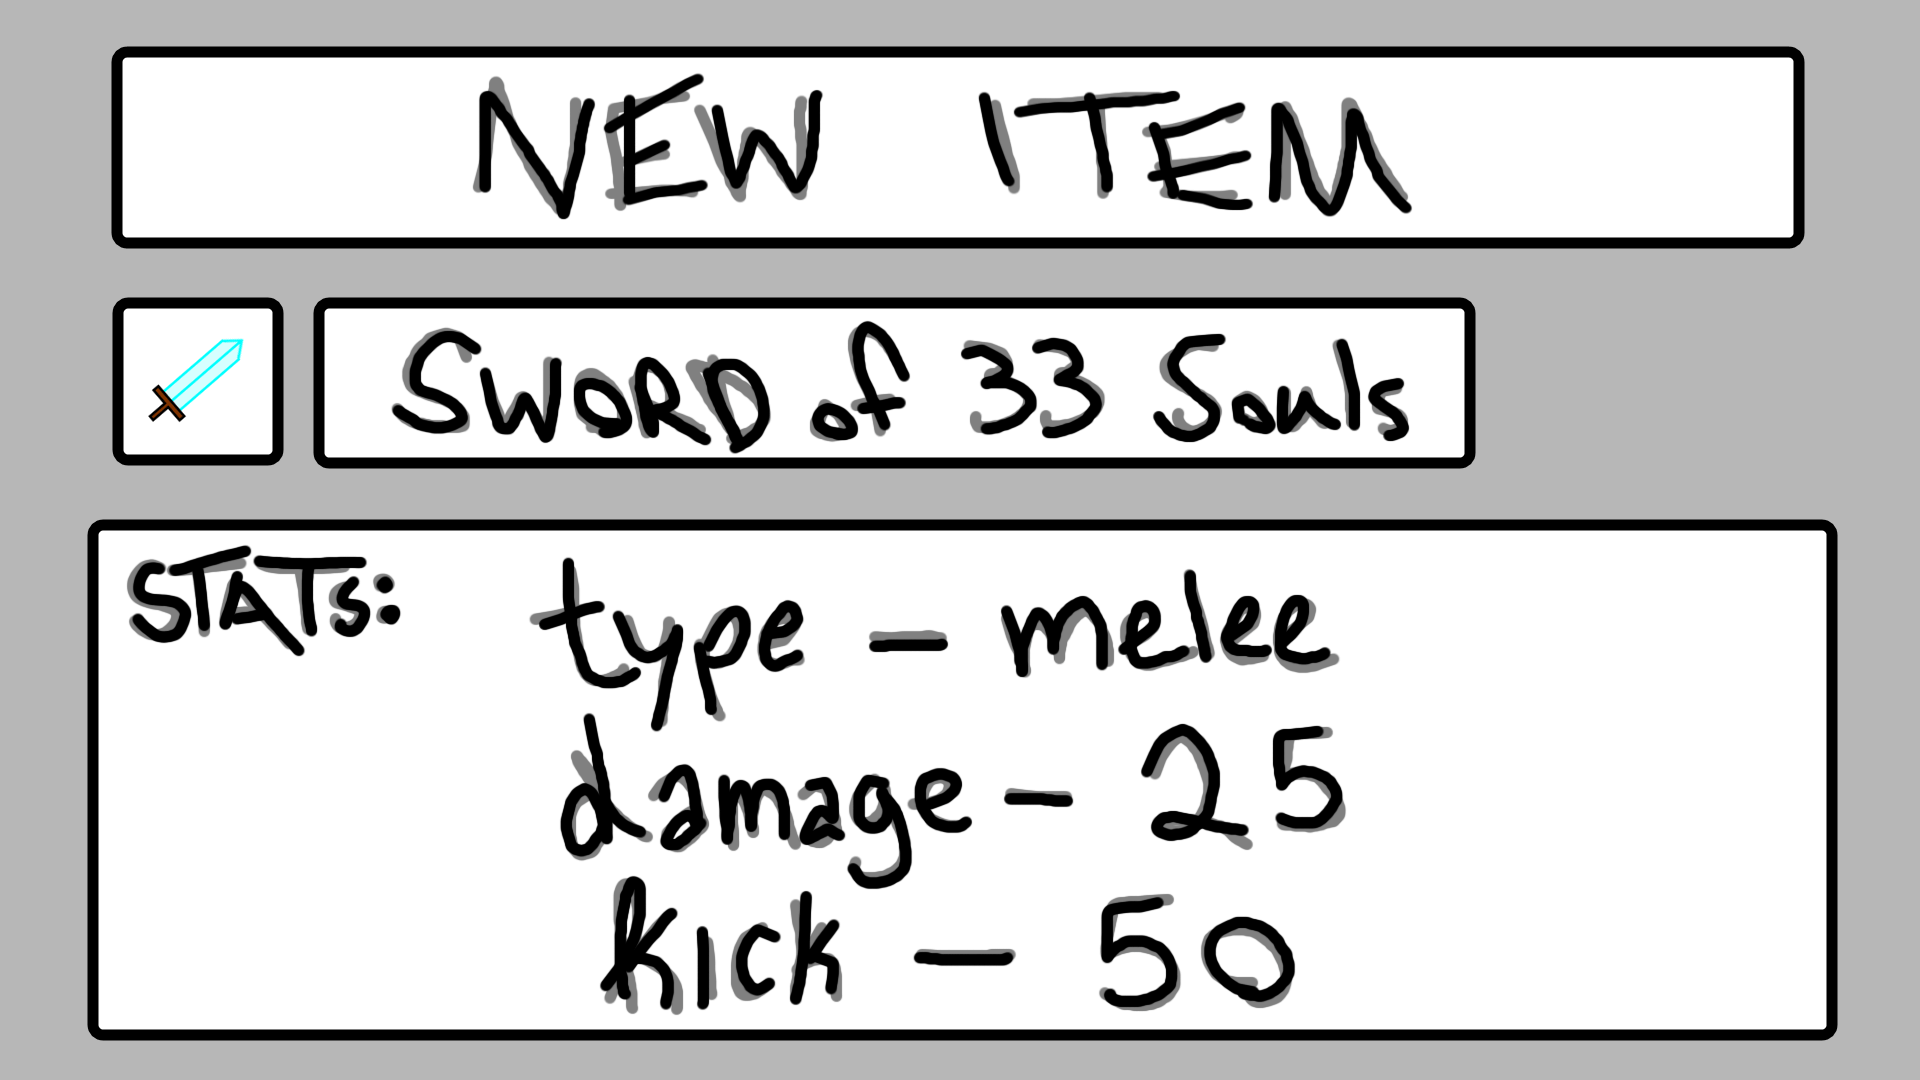 NEW ITEM
SWORD of 33 Souls
STATS:
type - melee
damage - 25
kick - 50